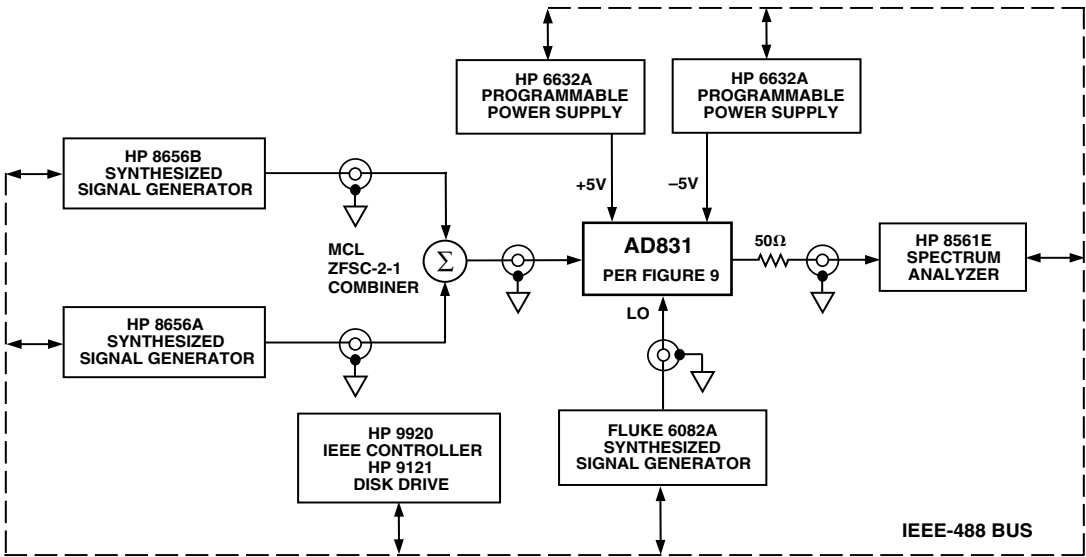 HP 6632A
PROGRAMMABLE
POWER SUPPLY
HP 6632A
PROGRAMMABLE
POWER SUPPLY
HP 8656B
SYNTHESIZED
SIGNAL GENERATOR
+5V
–5V
MCL
ZFSC-2-1
COMBINER
Σ
AD831
PER FIGURE 9
50Ω
HP 8561E
SPECTRUM
ANALYZER
LO
HP 8656A
SYNTHESIZED
SIGNAL GENERATOR
HP 9920
IEEE CONTROLLER
HP 9121
DISK DRIVE
FLUKE 6082A
SYNTHESIZED
SIGNAL GENERATOR
IEEE-488 BUS